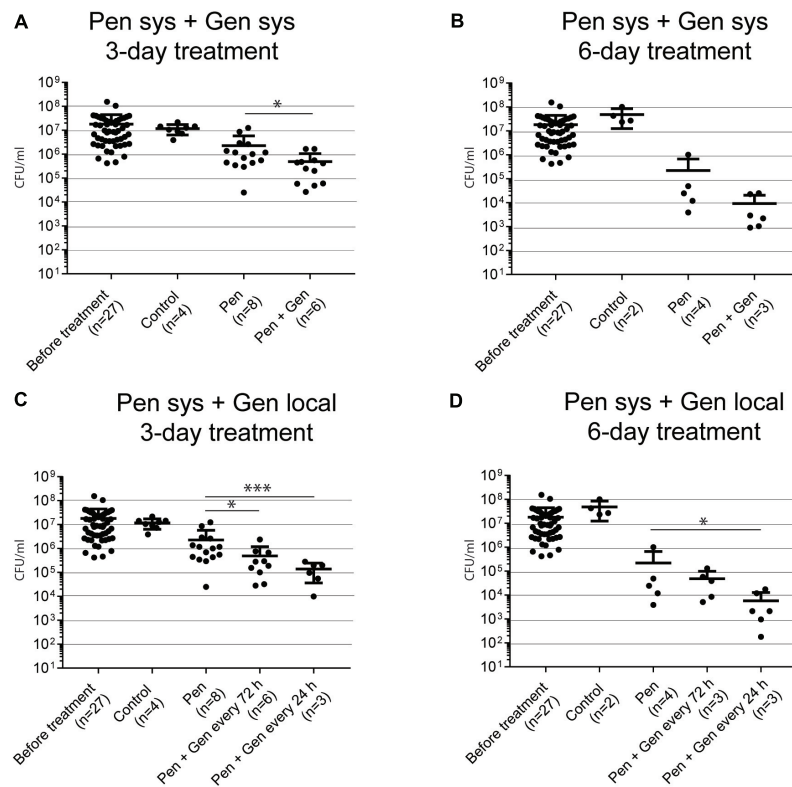 A
Pen sys + Gen sys
3-day treatment
CFU/ml
10⁹
10⁸
10⁷
10⁶
10⁵
10⁴
10³
10²
10¹
*
Before treatment
(n=27)
Control
(n=4)
Pen
(n=8)
Pen + Gen
(n=6)
B
Pen sys + Gen sys
6-day treatment
CFU/ml
10⁹
10⁸
10⁷
10⁶
10⁵
10⁴
10³
10²
10¹
Before treatment
(n=27)
Control
(n=2)
Pen
(n=4)
Pen + Gen
(n=3)
C
Pen sys + Gen local
3-day treatment
CFU/ml
10⁹
10⁸
10⁷
10⁶
10⁵
10⁴
10³
10²
10¹
***
*
Before treatment
(n=27)
Control
(n=4)
Pen
(n=8)
Pen + Gen every 72 h
(n=6)
Pen + Gen every 24 h
(n=3)
D
Pen sys + Gen local
6-day treatment
CFU/ml
10⁹
10⁸
10⁷
10⁶
10⁵
10⁴
10³
10²
10¹
*
Before treatment
(n=27)
Control
(n=2)
Pen
(n=4)
Pen + Gen every 72 h
(n=3)
Pen + Gen every 24 h
(n=3)